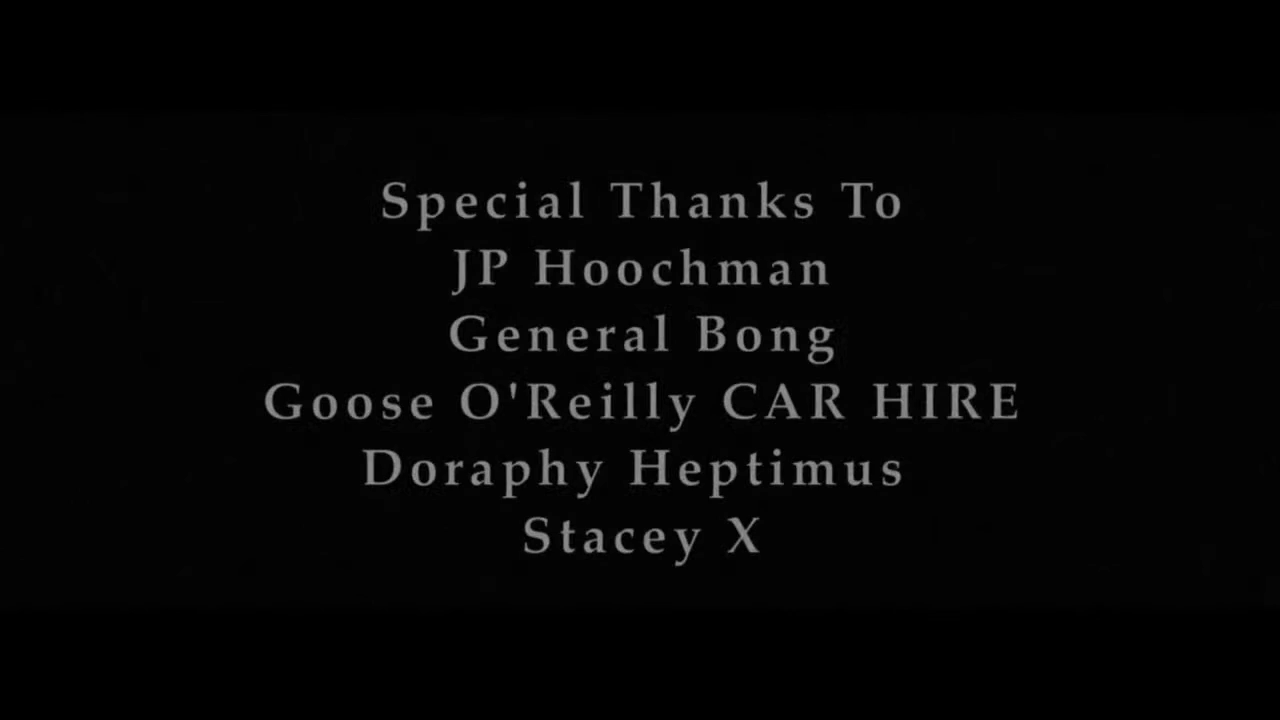 Special Thanks To
JP Hoochman
General Bong
Goose O'Reilly CAR HIRE
Doraphy Heptimus
Stacey X